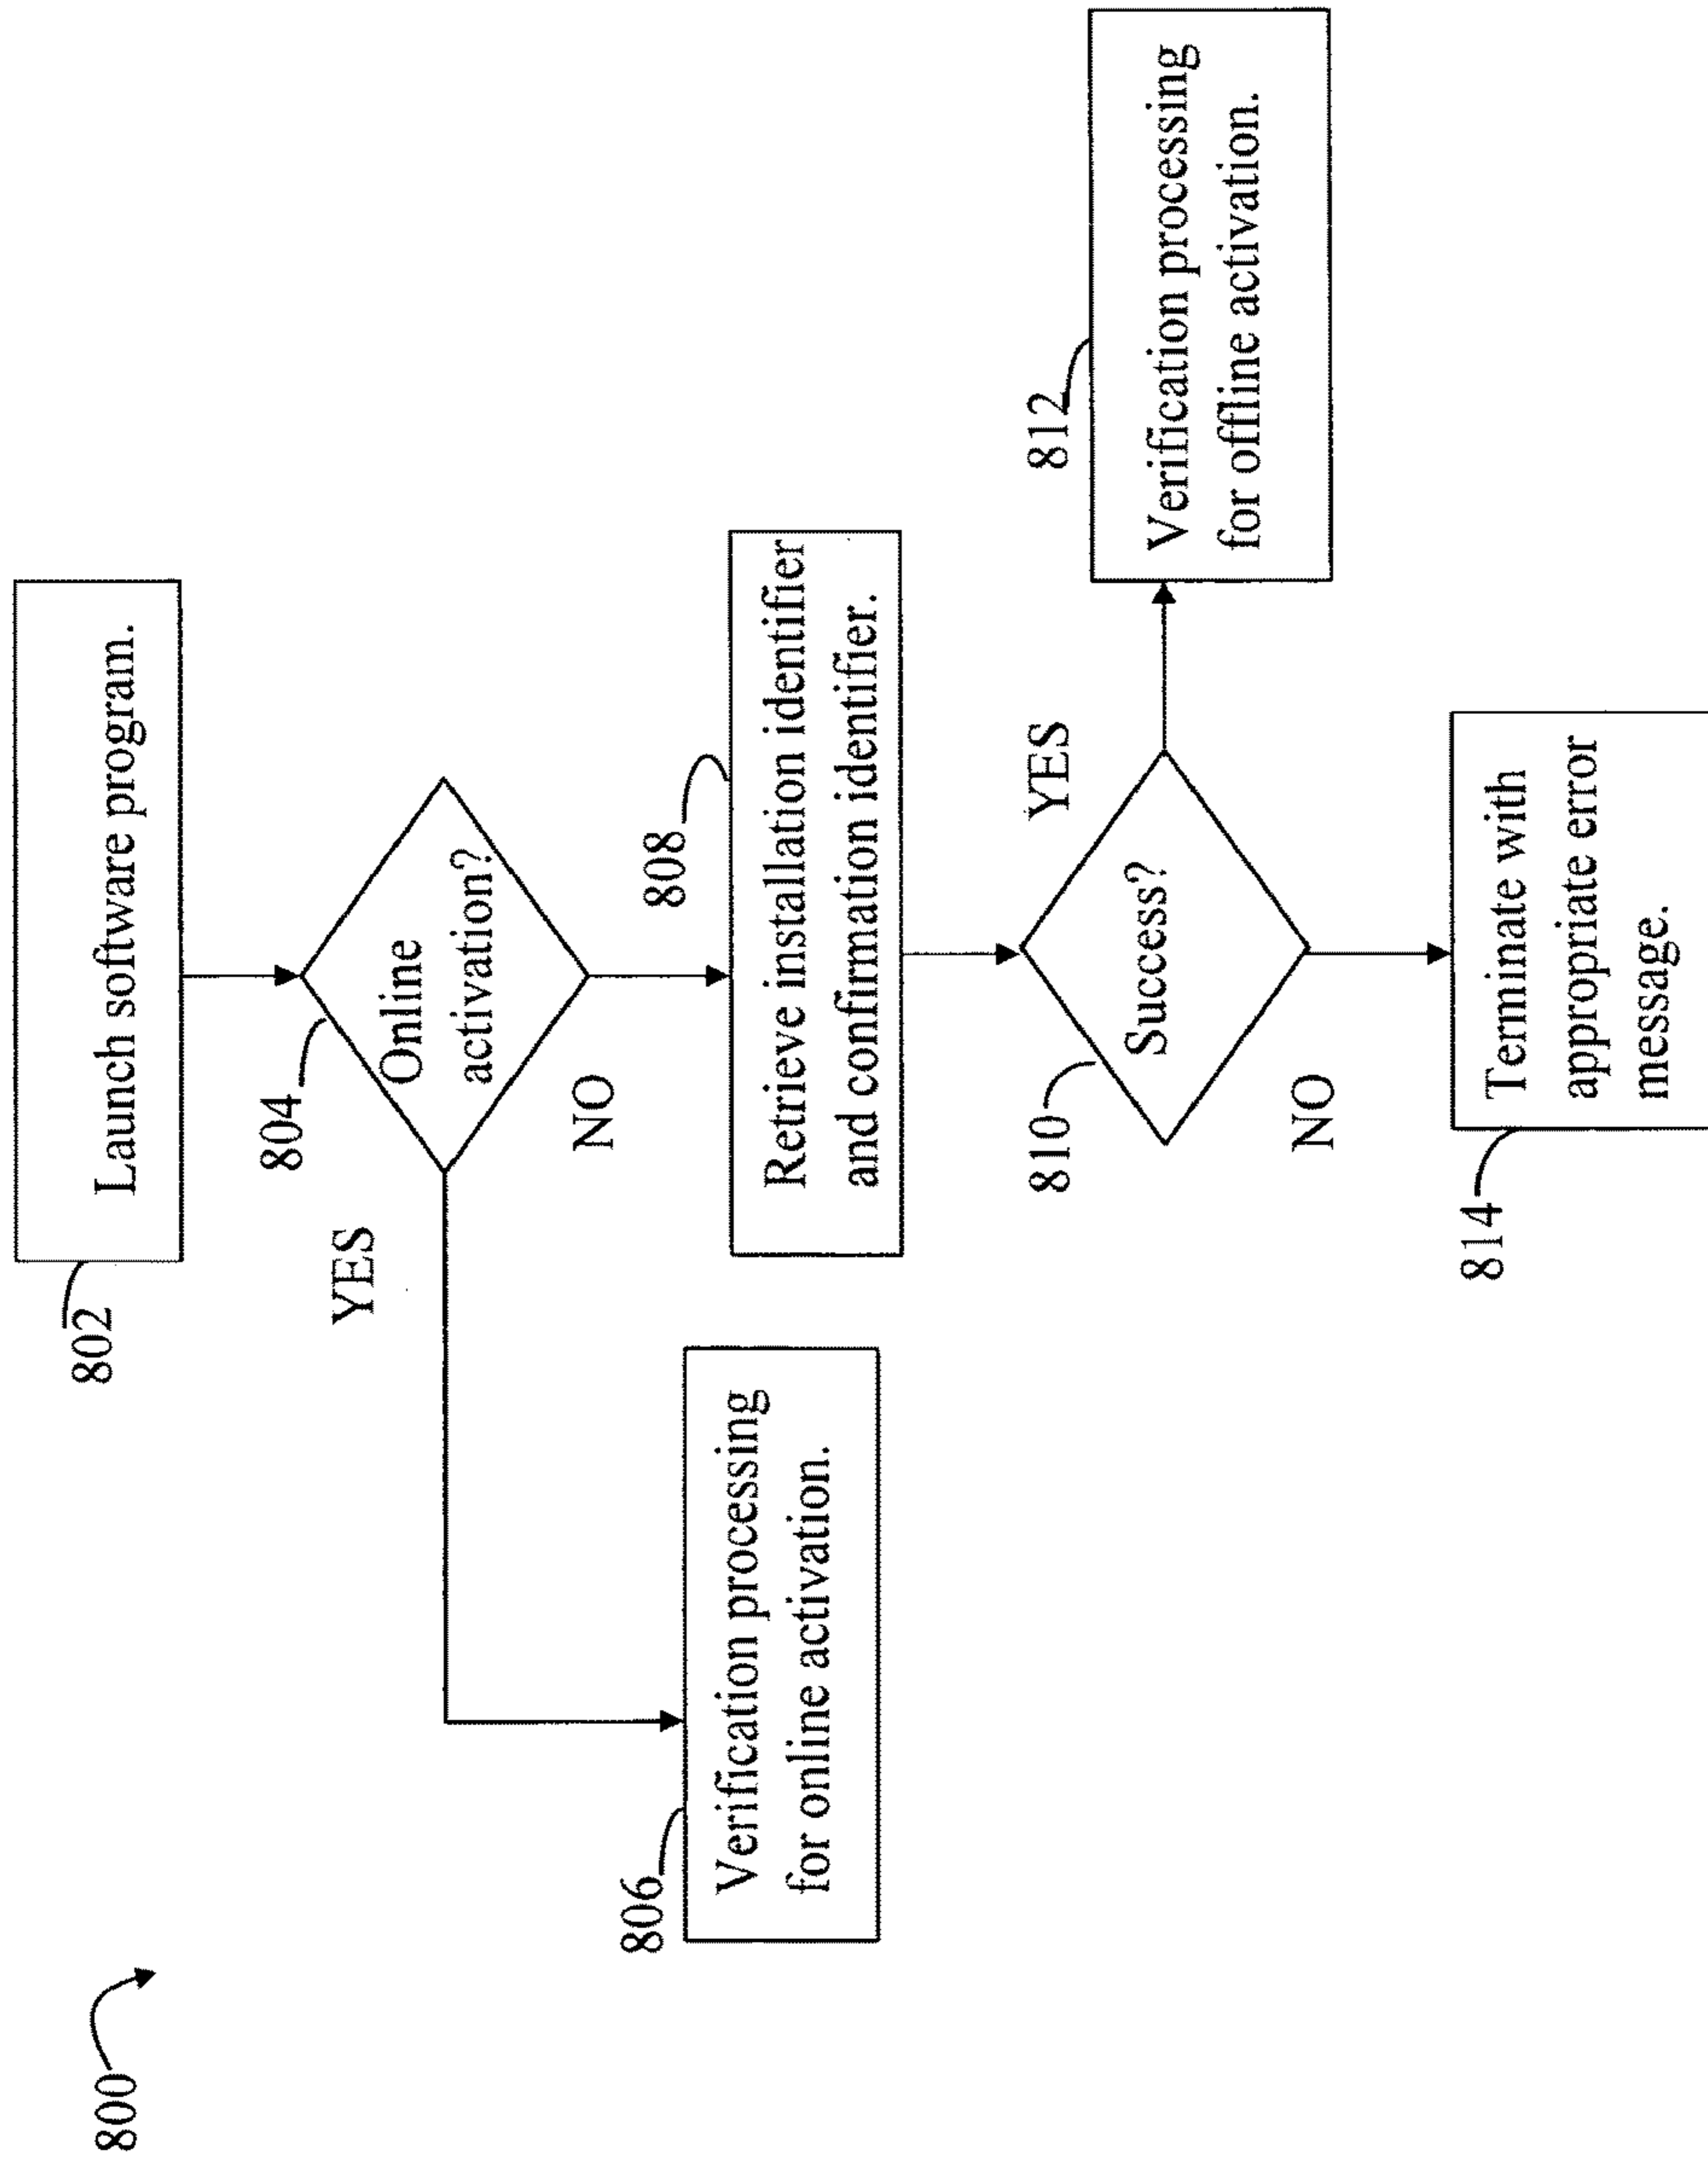 800
802
Launch software program.
804
Online
activation?
YES
NO
806
Verification processing
for online activation.
808
Retrieve installation identifier
and confirmation identifier.
810
Success?
YES
NO
812
Verification processing
for offline activation.
814
Terminate with
appropriate error
message.